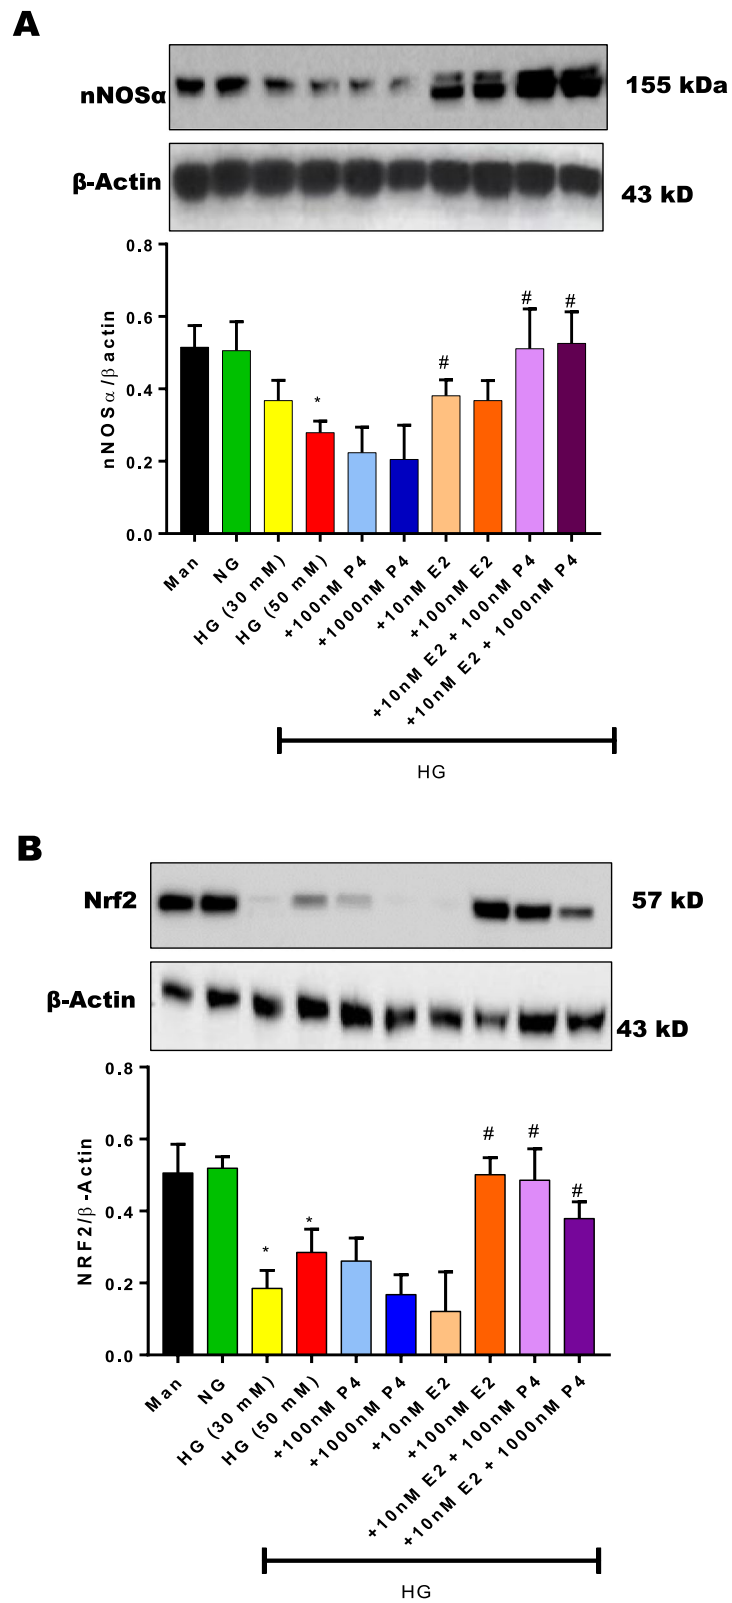 A
nNOSα
155 kDa
β-Actin
43 kD
nNOSα/β actin
0.8
0.6
0.4
0.2
0.0
*
#
#
#
Man
NG
HG (30 mM)
HG (50 mM)
+100nM P4
+1000nM P4
+10nM E2
+100nM E2
+10nM E2 + 100nM P4
+10nM E2 + 1000nM P4
HG
B
Nrf2
57 kD
β-Actin
43 kD
NRF2/β-Actin
0.8
0.6
0.4
0.2
0.0
*
*
#
#
#
Man
NG
HG (30 mM)
HG (50 mM)
+100nM P4
+1000nM P4
+10nM E2
+100nM E2
+10nM E2 + 100nM P4
+10nM E2 + 1000nM P4
HG